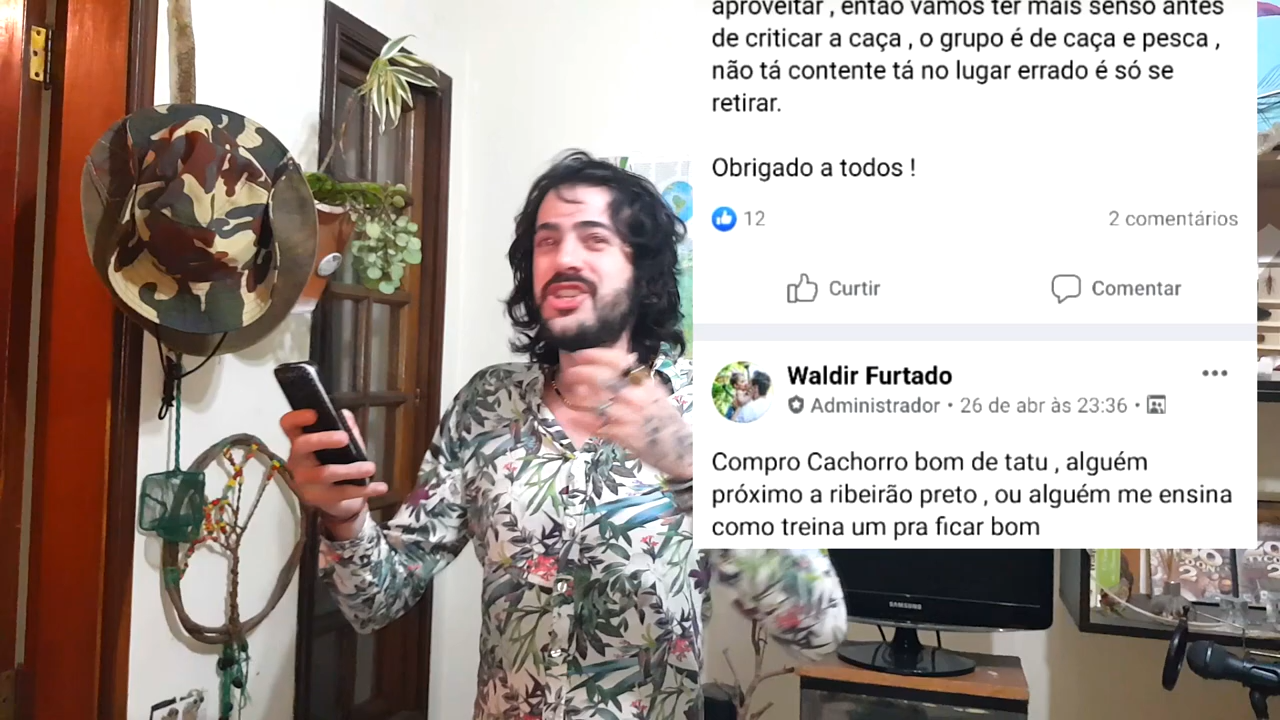 aproveitar , então vamos ter mais senso antes
de criticar a caça , o grupo é de caça e pesca ,
não tá contente tá no lugar errado é só se
retirar.
Obrigado a todos !
12
2 comentários
Curtir
Comentar
Waldir Furtado
Administrador • 26 de abr às 23:36 •
Compro Cachorro bom de tatu , alguém
próximo a ribeirão preto , ou alguém me ensina
como treina um pra ficar bom
SAMSUNG